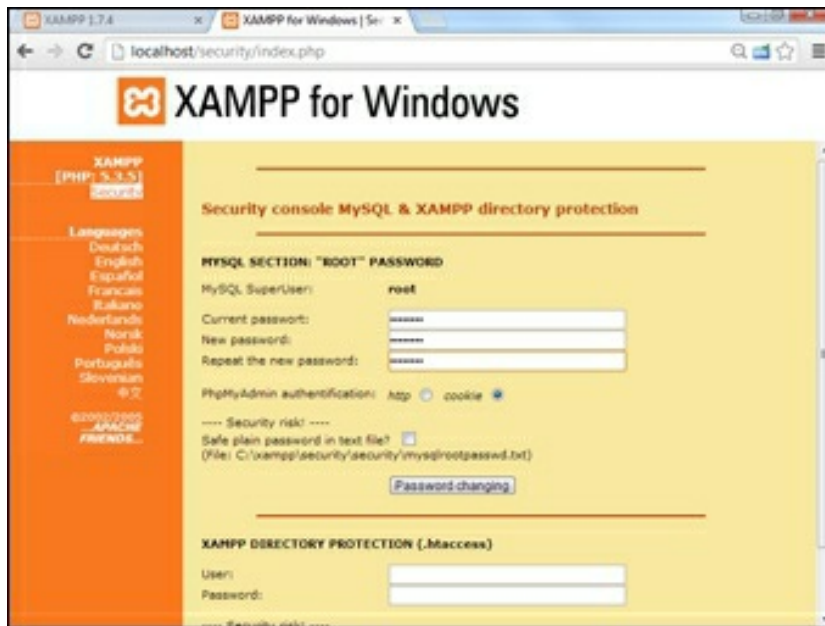 XAMPP 1.7.4
XAMPP for Windows | Se
localhost/security/index.php
XAMPP for Windows
XAMPP
[PHP: 5.3.5]
Security
Languages
Deutsch
English
Español
Francais
Italiano
Nederlands
Norsk
Polski
Português
Slovenian
中文
©2002/2005
...APACHE
FRIENDS...
Security console MySQL & XAMPP directory protection
MYSQL SECTION: "ROOT" PASSWORD
MySQL SuperUser: root
Current passwort:
New password:
Repeat the new password:
PhpMyAdmin authentification: http cookie
---- Security risk! ----
Safe plain password in text file?
(File: C:\xampp\security\security\mysqlrootpasswd.txt)
Password changing
XAMPP DIRECTORY PROTECTION (.htaccess)
User:
Password:
---- Security risk! ----